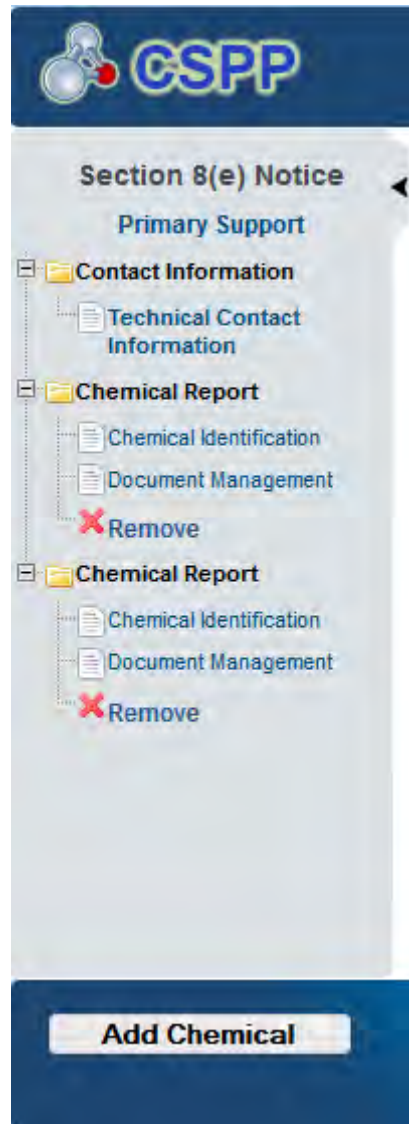 CSPP
Section 8(e) Notice
Primary Support
Contact Information
Technical Contact
Information
Chemical Report
Chemical Identification
Document Management
Remove
Chemical Report
Chemical Identification
Document Management
Remove
Add Chemical